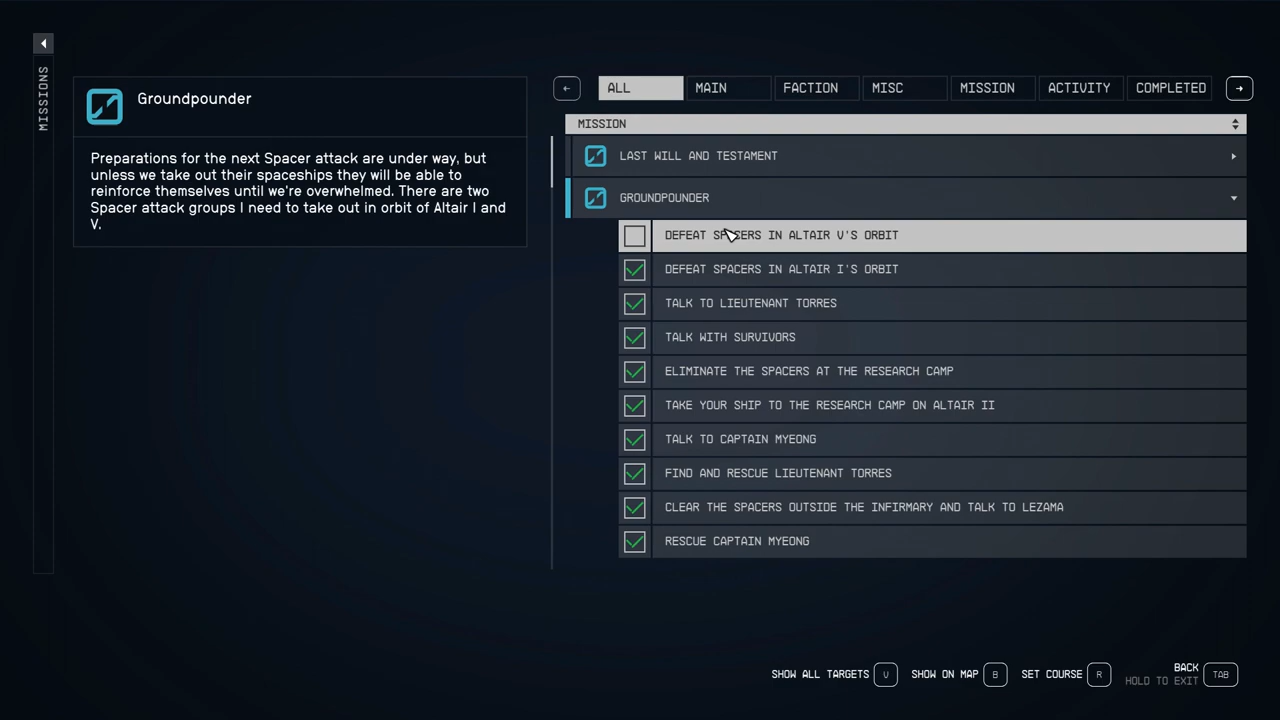 MISSIONS
Groundpounder
Preparations for the next Spacer attack are under way, but
unless we take out their spaceships they will be able to
reinforce themselves until we're overwhelmed. There are two
Spacer attack groups I need to take out in orbit of Altair I and
V.
ALL MAIN FACTION MISC MISSION ACTIVITY COMPLETED
MISSION
LAST WILL AND TESTAMENT
GROUNDPOUNDER
DEFEAT SPACERS IN ALTAIR V'S ORBIT
DEFEAT SPACERS IN ALTAIR I'S ORBIT
TALK TO LIEUTENANT TORRES
TALK WITH SURVIVORS
ELIMINATE THE SPACERS AT THE RESEARCH CAMP
TAKE YOUR SHIP TO THE RESEARCH CAMP ON ALTAIR II
TALK TO CAPTAIN MYEONG
FIND AND RESCUE LIEUTENANT TORRES
CLEAR THE SPACERS OUTSIDE THE INFIRMARY AND TALK TO LEZAMA
RESCUE CAPTAIN MYEONG
SHOW ALL TARGETS V SHOW ON MAP B SET COURSE R BACK TAB
HOLD TO EXIT